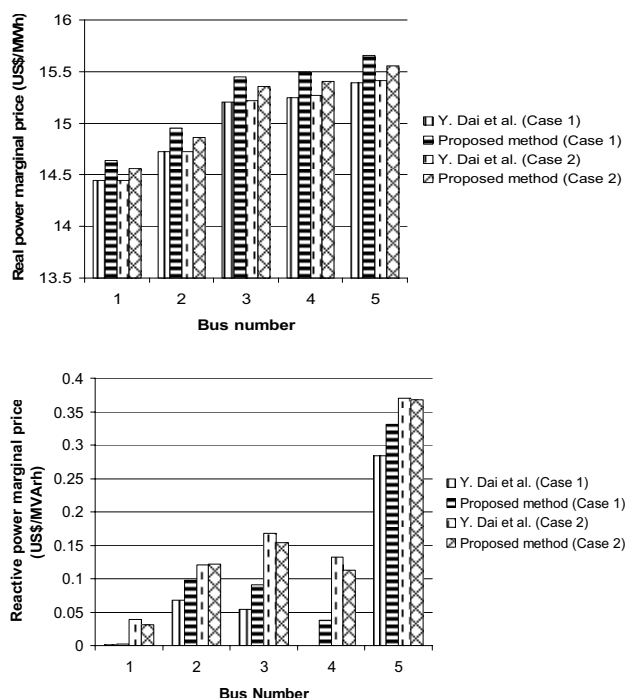 Real power marginal price (US$/MWh)
16
15.5
15
14.5
14
13.5
1 2 3 4 5
Bus number
Y. Dai et al. (Case 1)
Proposed method (Case 1)
Y. Dai et al. (Case 2)
Proposed method (Case 2)
Reactive power marginal price
(US$/MVArh)
0.4
0.35
0.3
0.25
0.2
0.15
0.1
0.05
0
1 2 3 4 5
Bus Number
Y. Dai et al. (Case 1)
Proposed method (Case 1)
Y. Dai et al. (Case 2)
Proposed method (Case 2)